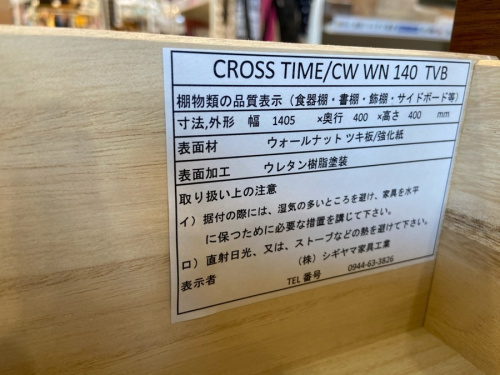 CROSS TIME/CW WN 140 TVB
棚物類の品質表示（食器棚・書棚・飾棚・サイドボード等）
寸法,外形 幅 1405 ×奥行 400 ×高さ 400 mm
表面材 ウォールナット ツキ板/強化紙
表面加工 ウレタン樹脂塗装
取り扱い上の注意
イ）据付の際には、湿気の多いところを避け、家具を水平
に保つために必要な措置を講じて下さい。
ロ）直射日光、又は、ストーブなどの熱を避けて下さい。
表示者 （株）シギヤマ家具工業
TEL番号 0944-63-3826